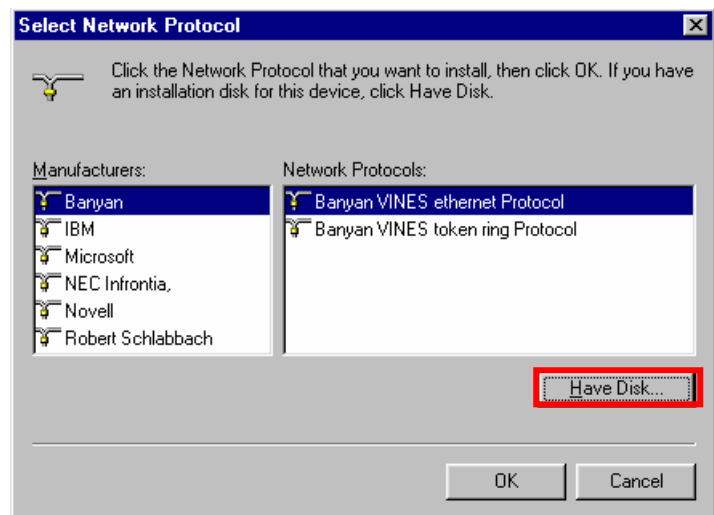 Select Network Protocol
Click the Network Protocol that you want to install, then click OK. If you have
an installation disk for this device, click Have Disk.
Manufacturers:
Banyan
IBM
Microsoft
NEC Infrontia,
Novell
Robert Schlabbach
Network Protocols:
Banyan VINES ethernet Protocol
Banyan VINES token ring Protocol
Have Disk...
OK
Cancel